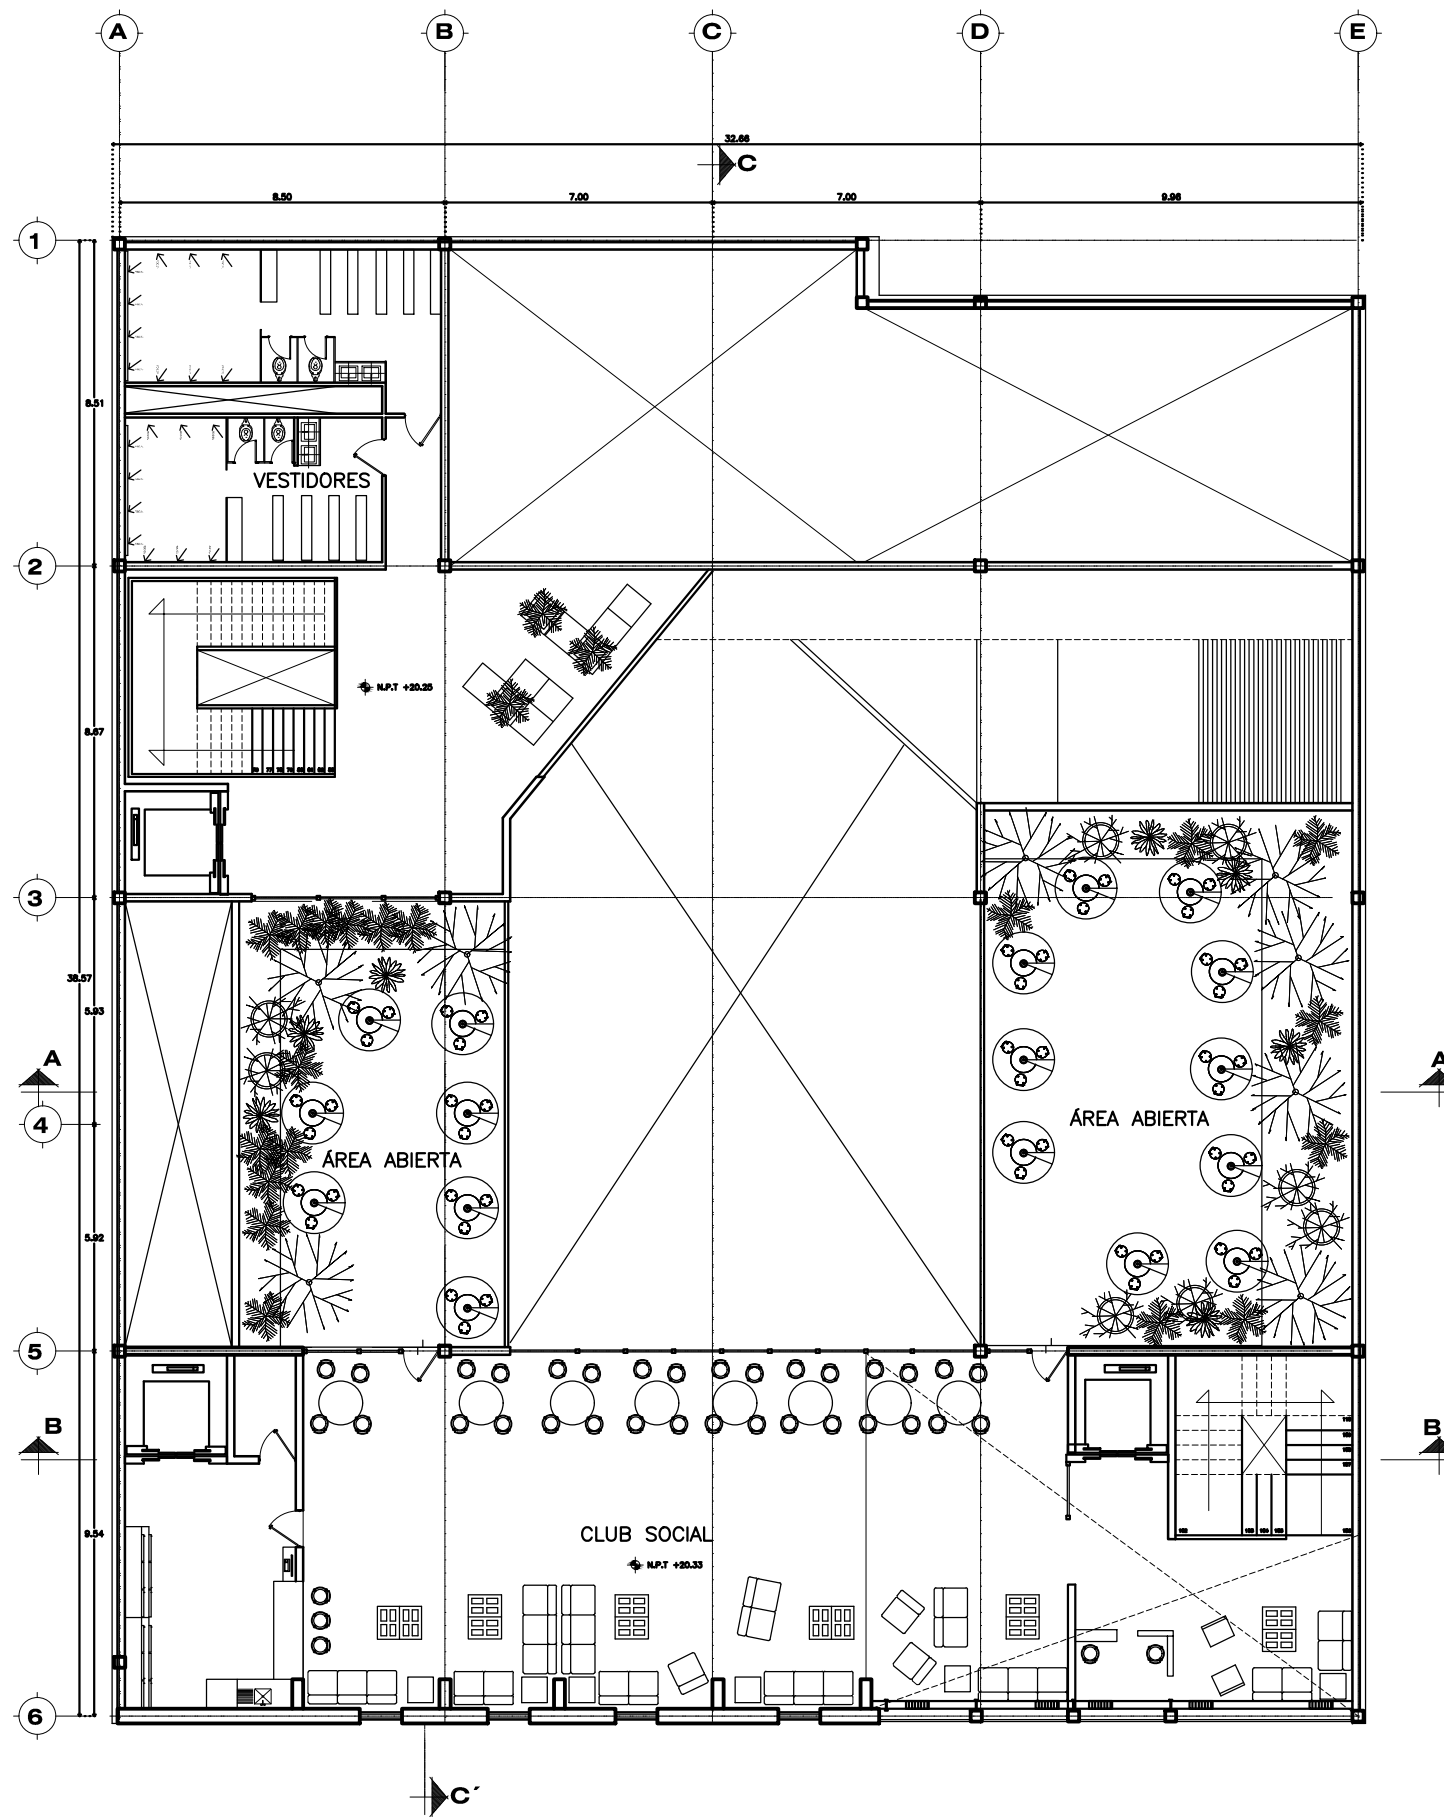 A B C D E
32.66
C
8.50 7.00 7.00 9.96
1
8.51
VESTIDORES
2
N.P.T +20.25
8.67
3
38.57
5.93
A A
4
ÁREA ABIERTA
ÁREA ABIERTA
5.92
5
B B
9.54
CLUB SOCIAL
N.P.T +20.33
6
C´